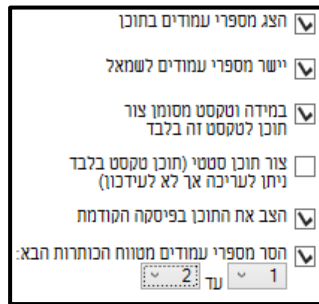 הצג מספרי עמודים בתוכן
יישר מספרי עמודים לשמאל
במידה וטקסט מסומן צור
תוכן לטקסט זה בלבד
צור תוכן סטטי (תוכן טקסט בלבד
ניתן לעריכה אך לא לעידכון)
הצב את התוכן בפיסקה הקודמת
הסר מספרי עמודים מטווח הכותרות הבא:
1 עד 2